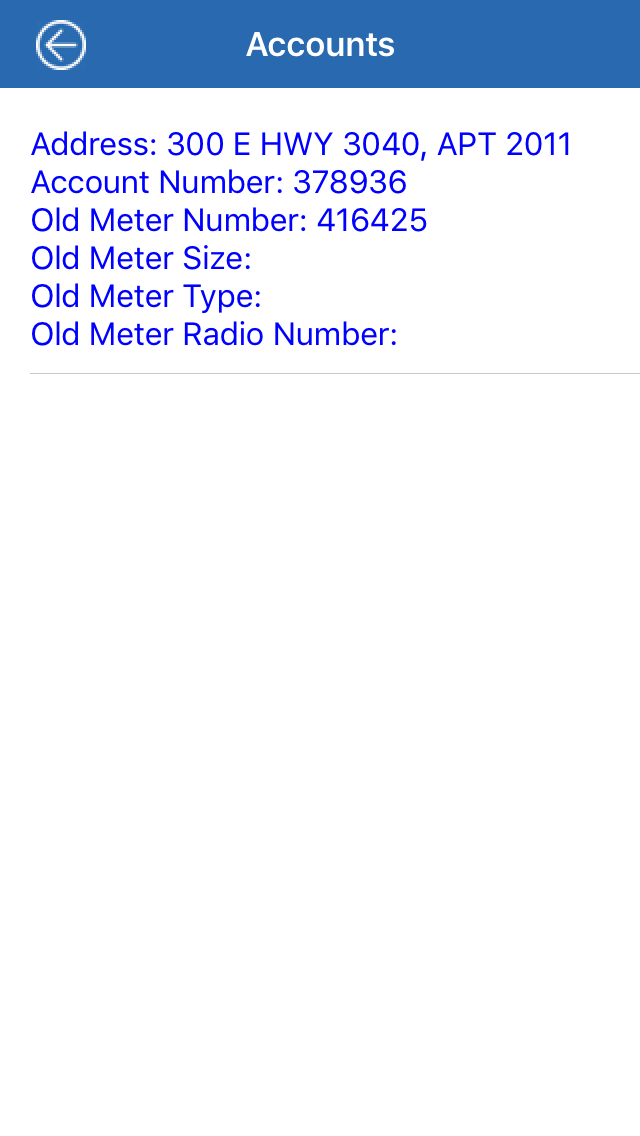 Accounts
Address: 300 E HWY 3040, APT 2011
Account Number: 378936
Old Meter Number: 416425
Old Meter Size:
Old Meter Type:
Old Meter Radio Number: